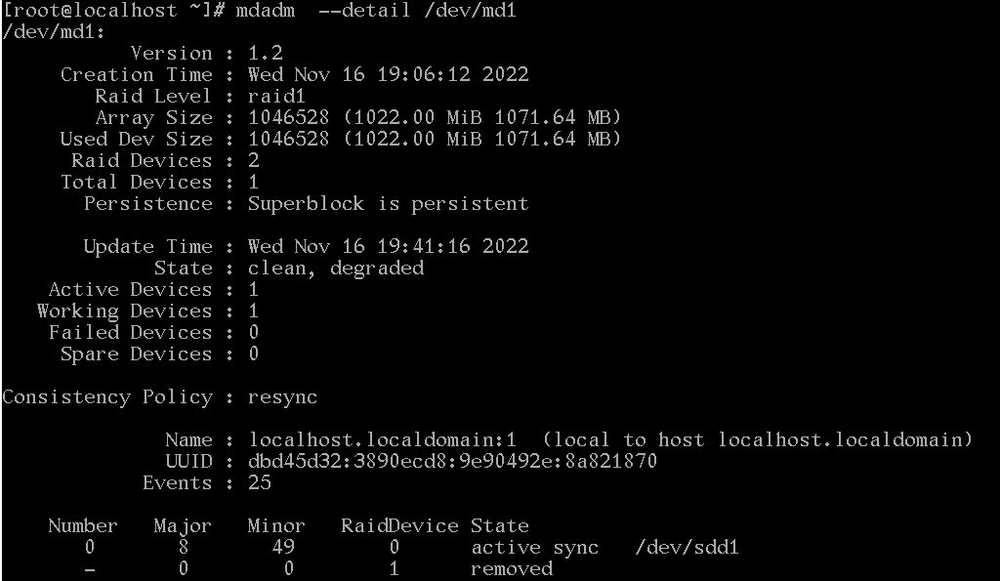 [root@localhost ~]# mdadm  --detail /dev/md1
/dev/md1:
Version : 1.2
Creation Time : Wed Nov 16 19:06:12 2022
Raid Level : raid1
Array Size : 1046528 (1022.00 MiB 1071.64 MB)
Used Dev Size : 1046528 (1022.00 MiB 1071.64 MB)
Raid Devices : 2
Total Devices : 1
Persistence : Superblock is persistent
Update Time : Wed Nov 16 19:41:16 2022
State : clean, degraded
Active Devices : 1
Working Devices : 1
Failed Devices : 0
Spare Devices : 0
Consistency Policy : resync
Name : localhost.localdomain:1  (local to host localhost.localdomain)
UUID : dbd45d32:3890ecd8:9e90492e:8a821870
Events : 25
Number   Major   Minor   RaidDevice State
0       8       49        0      active sync   /dev/sdd1
-       0        0        1      removed